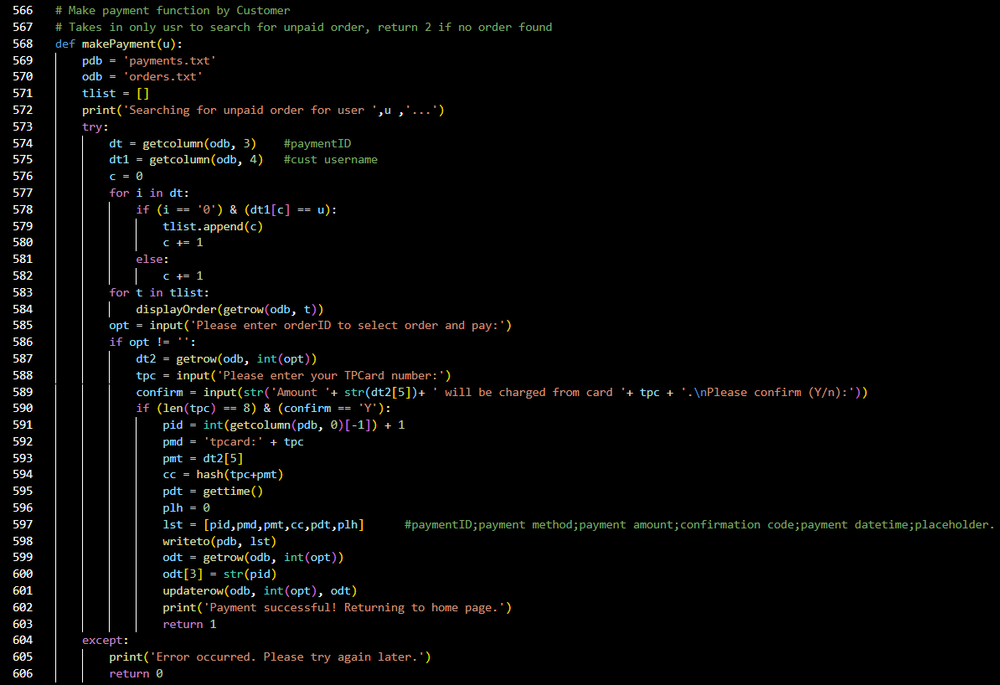 566 # Make payment function by Customer
567 # Takes in only usr to search for unpaid order, return 2 if no order found
568 def makePayment(u):
569     pdb = 'payments.txt'
570     odb = 'orders.txt'
571     tlist = []
572     print('Searching for unpaid order for user ',u ,'...')
573     try:
574         dt = getcolumn(odb, 3)    #paymentID
575         dt1 = getcolumn(odb, 4)   #cust username
576         c = 0
577         for i in dt:
578             if (i == '0') & (dt1[c] == u):
579                 tlist.append(c)
580                 c += 1
581             else:
582                 c += 1
583         for t in tlist:
584             displayOrder(getrow(odb, t))
585         opt = input('Please enter orderID to select order and pay:')
586         if opt != '':
587             dt2 = getrow(odb, int(opt))
588             tpc = input('Please enter your TPCard number:')
589             confirm = input(str('Amount '+ str(dt2[5])+ ' will be charged from card '+ tpc + '.\nPlease confirm (Y/n):'))
590             if (len(tpc) == 8) & (confirm == 'Y'):
591                 pid = int(getcolumn(pdb, 0)[-1]) + 1
592                 pmd = 'tpcard:' + tpc
593                 pmt = dt2[5]
594                 cc = hash(tpc+pmt)
595                 pdt = gettime()
596                 plh = 0
597                 lst = [pid,pmd,pmt,cc,pdt,plh]      #paymentID;payment method;payment amount;confirmation code;payment datetime;placeholder.
598                 writeto(pdb, lst)
599                 odt = getrow(odb, int(opt))
600                 odt[3] = str(pid)
601                 updaterow(odb, int(opt), odt)
602                 print('Payment successful! Returning to home page.')
603                 return 1
604     except:
605         print('Error occurred. Please try again later.')
606         return 0